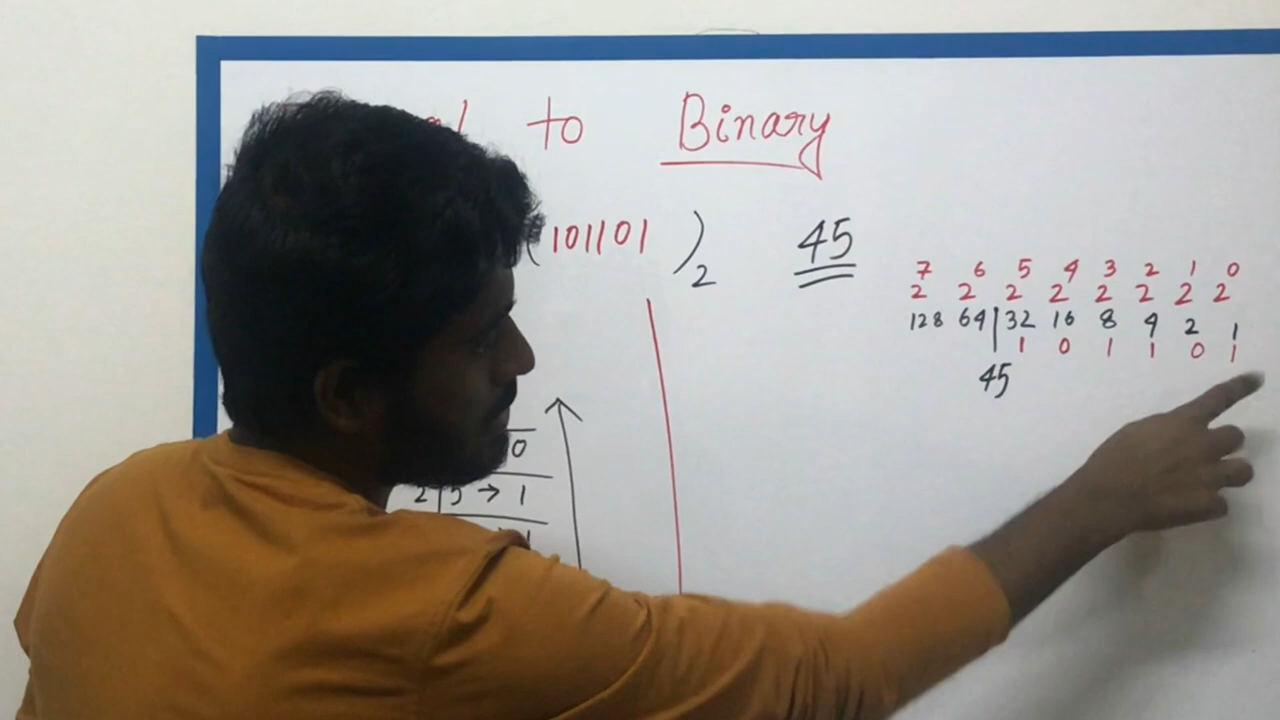 to Binary
(101101)2 45
7 6 5 4 3 2 1 0
2 2 2 2 2 2 2 2
128 64 | 32 16 8 4 2 1
1 0 1 1 0 1
45
0
2 5 → 1